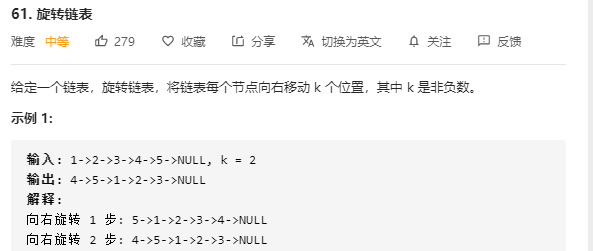 61. 旋转链表
难度 中等 279 收藏 分享 切换为英文 关注 反馈
给定一个链表，旋转链表，将链表每个节点向右移动 k 个位置，其中 k 是非负数。
示例 1:
输入: 1->2->3->4->5->NULL, k = 2
输出: 4->5->1->2->3->NULL
解释:
向右旋转 1 步: 5->1->2->3->4->NULL
向右旋转 2 步: 4->5->1->2->3->NULL